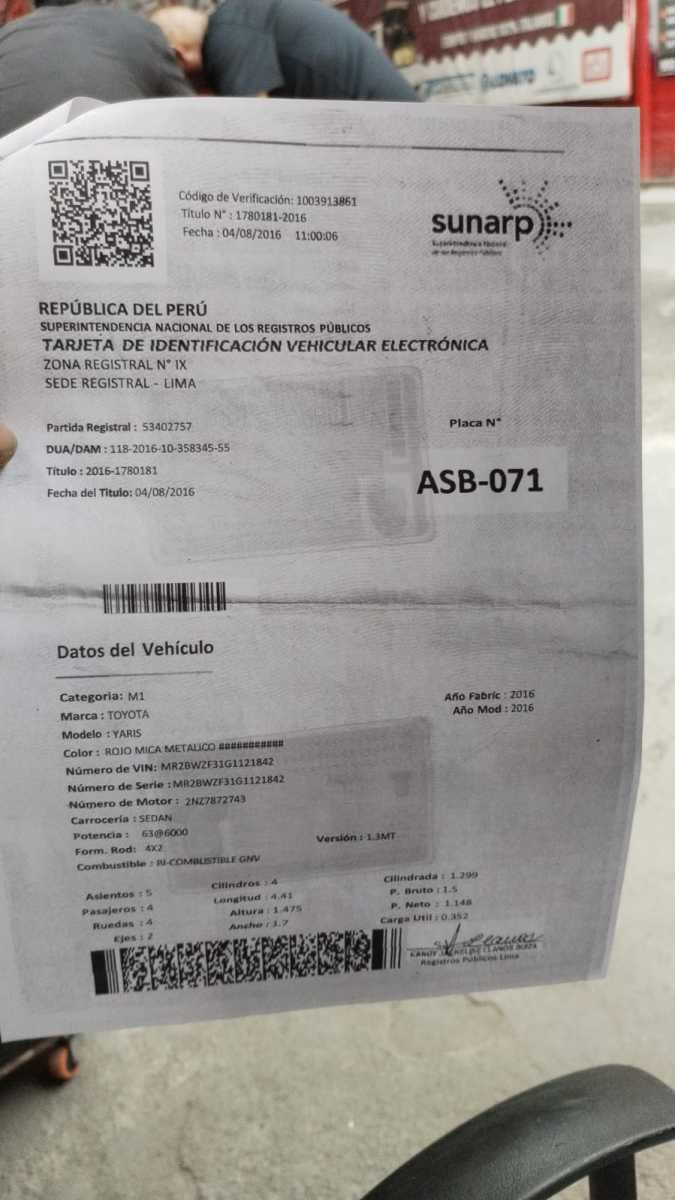 Código de Verificación: 1003913861
Título N° : 1780181-2016
Fecha : 04/08/2016 11:00:06
sunarp
Superintendencia Nacional
de los Registros Públicos
REPÚBLICA DEL PERÚ
SUPERINTENDENCIA NACIONAL DE LOS REGISTROS PÚBLICOS
TARJETA DE IDENTIFICACIÓN VEHICULAR ELECTRÓNICA
ZONA REGISTRAL N° IX
SEDE REGISTRAL - LIMA
Partida Registral : 53402757
Placa N°
DUA/DAM : 118-2016-10-358345-55
Título : 2016-1780181
ASB-071
Fecha del Titulo: 04/08/2016
Datos del Vehículo
Categoria: M1
Año Fabric : 2016
Marca : TOYOTA
Año Mod : 2016
Modelo : YARIS
Color : ROJO MICA METALICO ###########
Número de VIN: MR2BWZF31G1121842
Número de Serie : MR2BWZF31G1121842
Número de Motor : 2NZ7872743
Carrocería : SEDAN
Potencia : 63@6000
Versión : 1.3MT
Form. Rod: 4X2
Combustible : BI-COMBUSTIBLE GNV
Asientos : 5
Cilindros : 4
Cilindrada : 1.299
Pasajeros : 4
Longitud : 4.41
P. Bruto : 1.5
Ruedas : 4
Altura : 1.475
P. Neto : 1.148
Ejes : 2
Ancho : 1.7
Carga Util : 0.352
Registros Públicos Lima